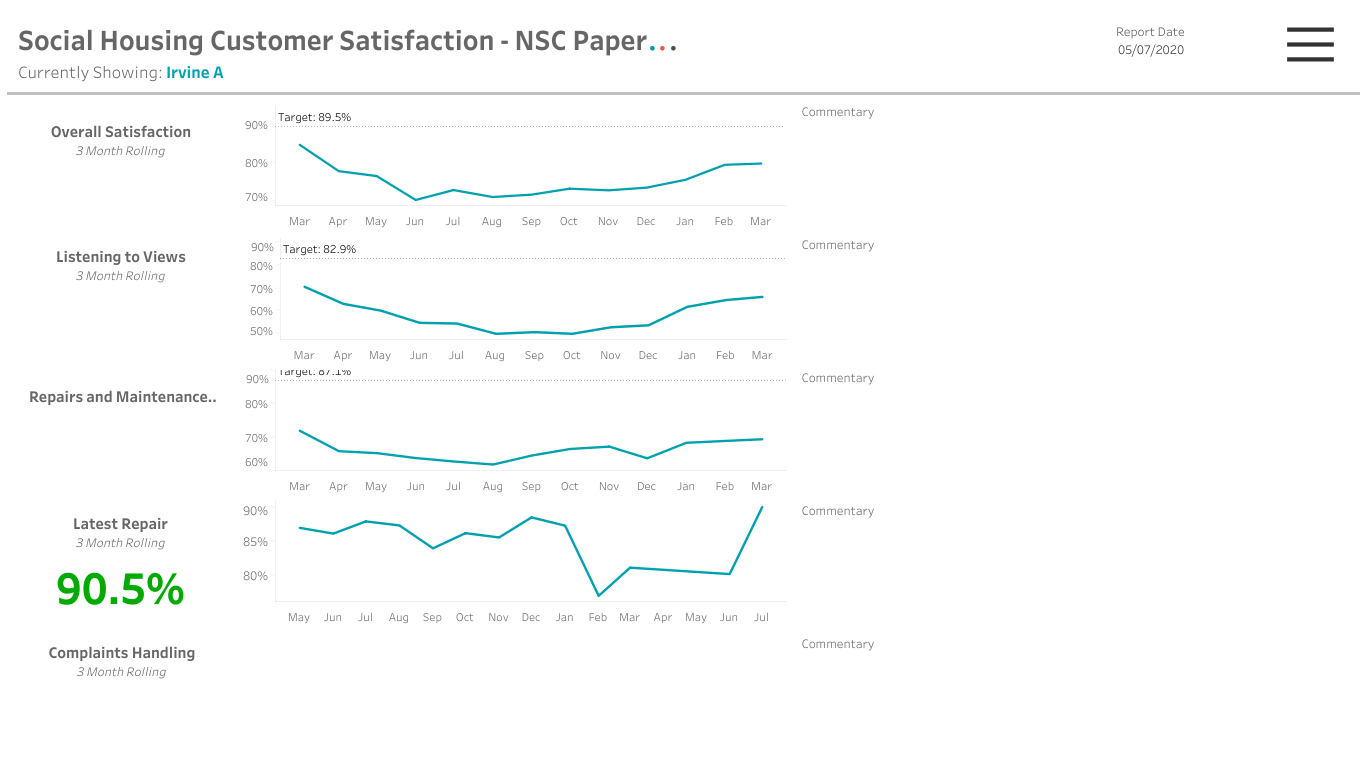 Social Housing Customer Satisfaction - NSC Paper...
Currently Showing: Irvine A
Report Date
05/07/2020
Overall Satisfaction
3 Month Rolling
Target: 89.5%
90%
80%
70%
Mar Apr May Jun Jul Aug Sep Oct Nov Dec Jan Feb Mar
Commentary
Listening to Views
3 Month Rolling
Target: 82.9%
90%
80%
70%
60%
50%
Mar Apr May Jun Jul Aug Sep Oct Nov Dec Jan Feb Mar
Commentary
Repairs and Maintenance..
Target: 87.1%
90%
80%
70%
60%
Mar Apr May Jun Jul Aug Sep Oct Nov Dec Jan Feb Mar
Commentary
Latest Repair
3 Month Rolling
90.5%
90%
85%
80%
May Jun Jul Aug Sep Oct Nov Dec Jan Feb Mar Apr May Jun Jul
Commentary
Complaints Handling
3 Month Rolling
Commentary